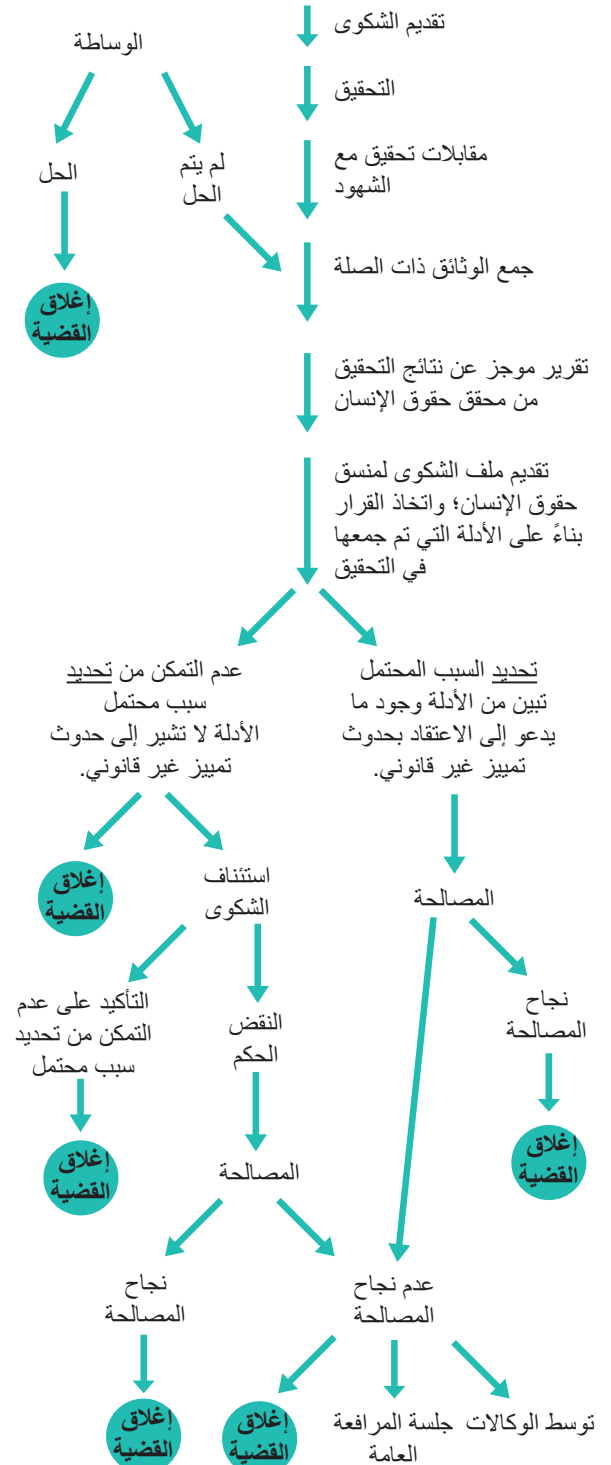 تقديم الشكوى
الوساطة
التحقيق
مقابلات تحقيق مع
الشهود
لم يتم
الحل
الحل
جمع الوثائق ذات الصلة
إغلاق
القضية
تقرير موجز عن نتائج التحقيق
من محقق حقوق الإنسان
تقديم ملف الشكوى لمنسق
حقوق الإنسان؛ واتخاذ القرار
بناءً على الأدلة التي تم جمعها
في التحقيق
تحديد السبب المحتمل
تبين من الأدلة وجود ما
يدعو إلى الاعتقاد بحدوث
تمييز غير قانوني.
عدم التمكن من تحديد
سبب محتمل
الأدلة لا تشير إلى حدوث
تمييز غير قانوني.
المصالحة
استئناف
الشكوى
إغلاق
القضية
نجاح
المصالحة
النقض
الحكم
التأكيد على عدم
التمكن من تحديد
سبب محتمل
إغلاق
القضية
المصالحة
إغلاق
القضية
عدم نجاح
المصالحة
نجاح
المصالحة
توسط الوكالات
جلسة المرافعة
العامة
إغلاق
القضية
إغلاق
القضية